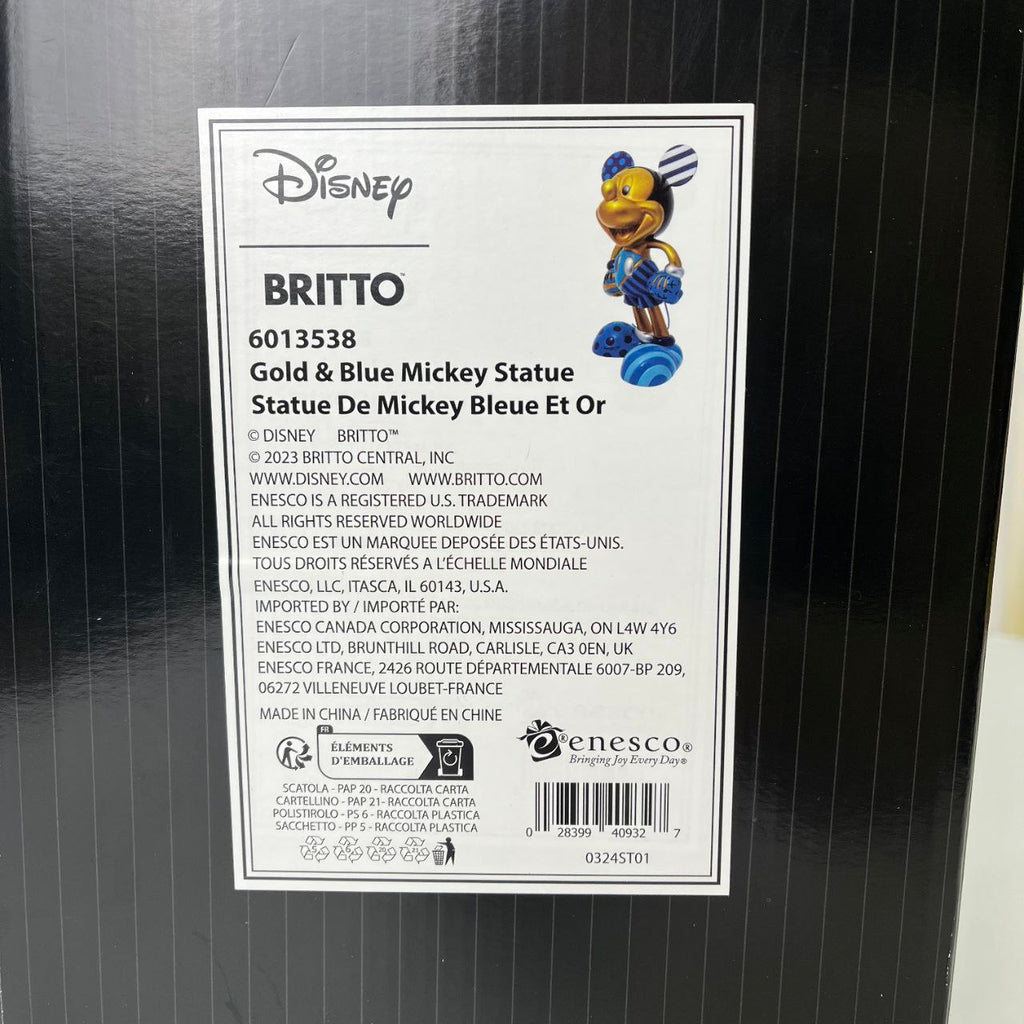 Disney
BRITTO™
6013538
Gold & Blue Mickey Statue
Statue De Mickey Bleue Et Or
© DISNEY BRITTO™
© 2023 BRITTO CENTRAL, INC
WWW.DISNEY.COM WWW.BRITTO.COM
ENESCO IS A REGISTERED U.S. TRADEMARK
ALL RIGHTS RESERVED WORLDWIDE
ENESCO EST UN MARQUEE DEPOSÉE DES ÉTATS-UNIS.
TOUS DROITS RÉSERVÉS A L'ÉCHELLE MONDIALE
ENESCO, LLC, ITASCA, IL 60143, U.S.A.
IMPORTED BY / IMPORTÉ PAR:
ENESCO CANADA CORPORATION, MISSISSAUGA, ON L4W 4Y6
ENESCO LTD, BRUNTHILL ROAD, CARLISLE, CA3 0EN, UK
ENESCO FRANCE, 2426 ROUTE DÉPARTEMENTALE 6007-BP 209,
06272 VILLENEUVE LOUBET-FRANCE
MADE IN CHINA / FABRIQUÉ EN CHINE
FR
ÉLÉMENTS
D'EMBALLAGE
SCATOLA - PAP 20 - RACCOLTA CARTA
CARTELLINO - PAP 21 - RACCOLTA CARTA
POLISTIROLO - PS 6 - RACCOLTA PLASTICA
SACCHETTO - PP 5 - RACCOLTA PLASTICA
5 6 20 21
e® enesco®
Bringing Joy Every Day®
0 28399 40932 7
0324ST01